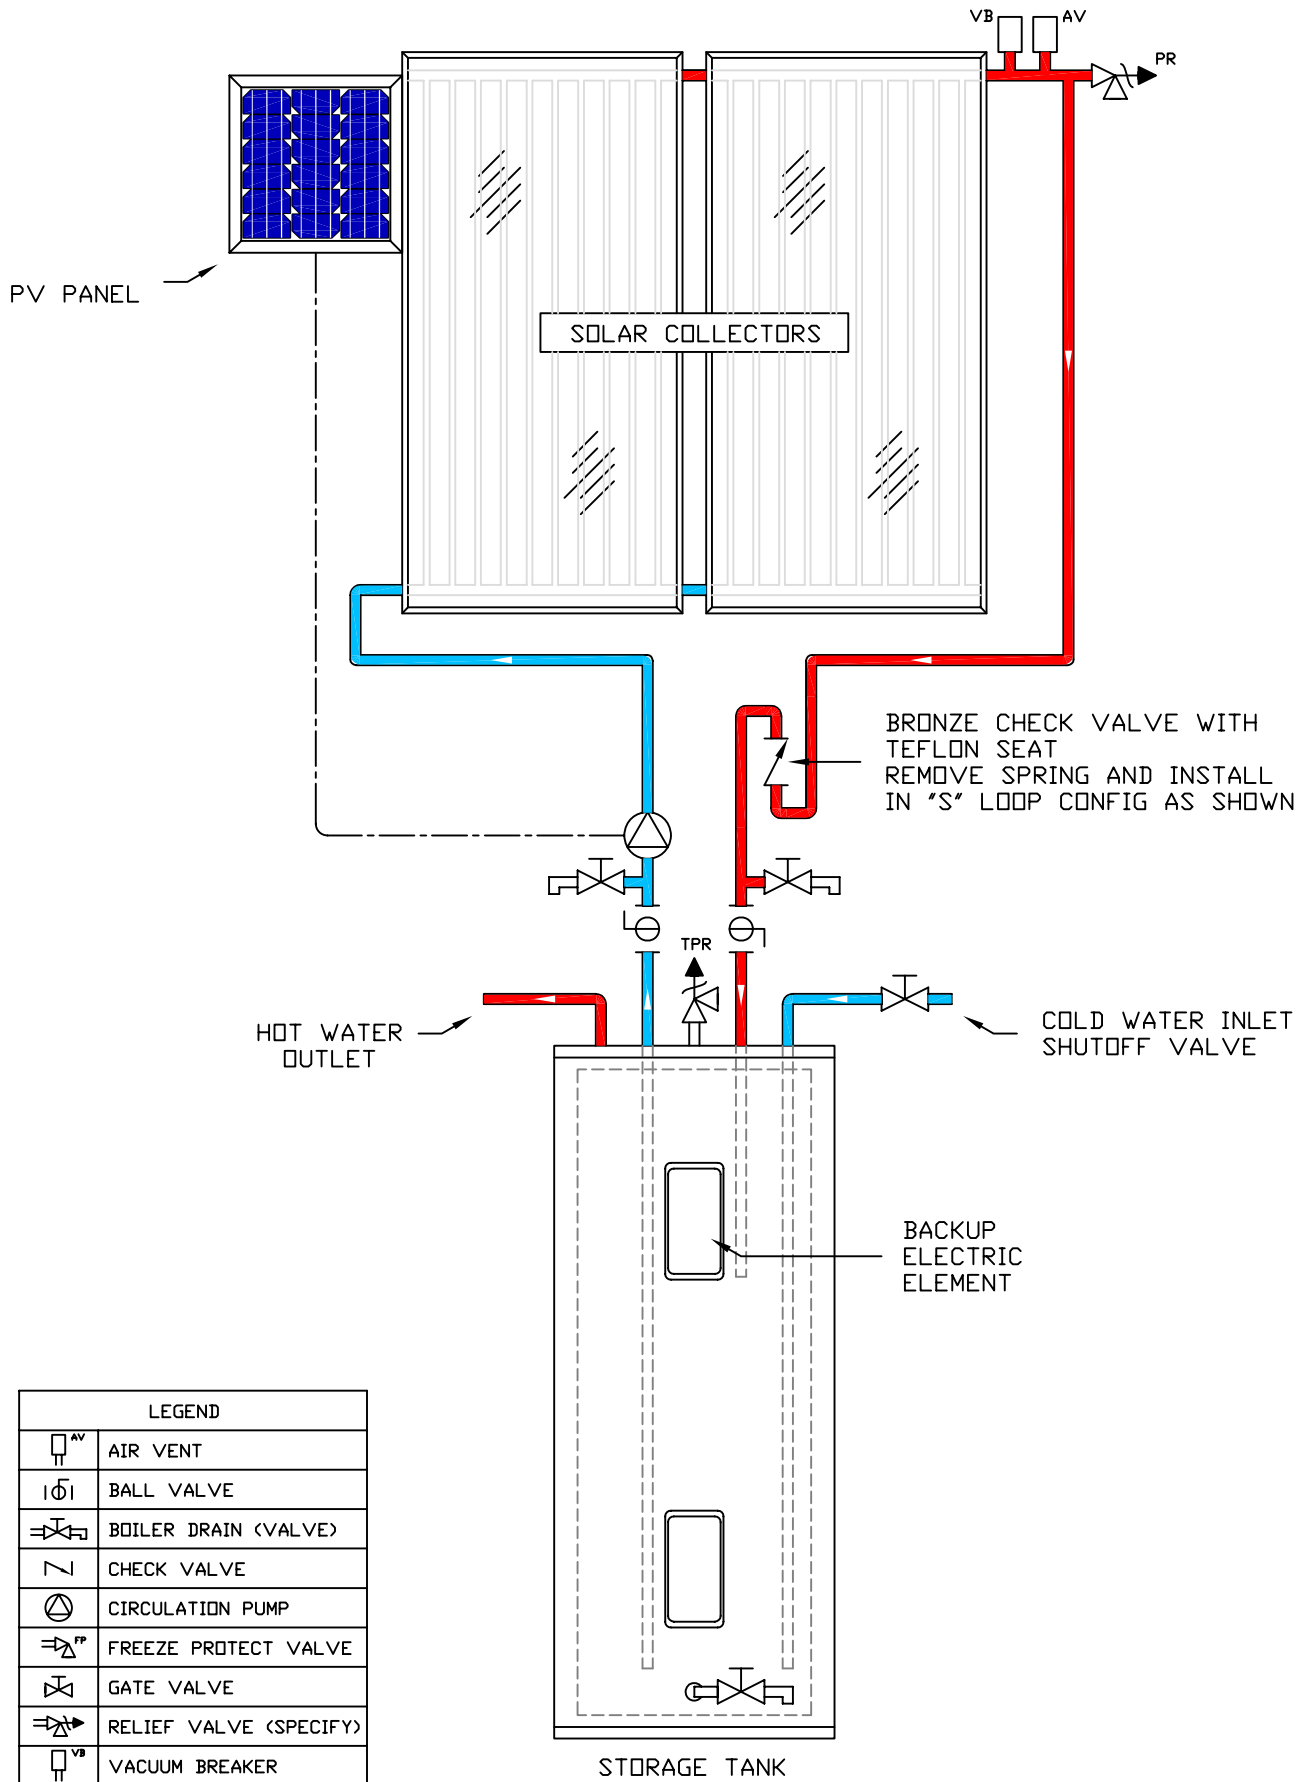 VB
AV
PR
PV PANEL
SOLAR COLLECTORS
BRONZE CHECK VALVE WITH
TEFLON SEAT
REMOVE SPRING AND INSTALL
IN "S" LOOP CONFIG AS SHOWN
TPR
HOT WATER
OUTLET
COLD WATER INLET
SHUTOFF VALVE
BACKUP
ELECTRIC
ELEMENT
LEGEND
AV
AIR VENT
BALL VALVE
BOILER DRAIN (VALVE)
CHECK VALVE
CIRCULATION PUMP
FP
FREEZE PROTECT VALVE
GATE VALVE
RELIEF VALVE (SPECIFY)
VB
VACUUM BREAKER
STORAGE TANK